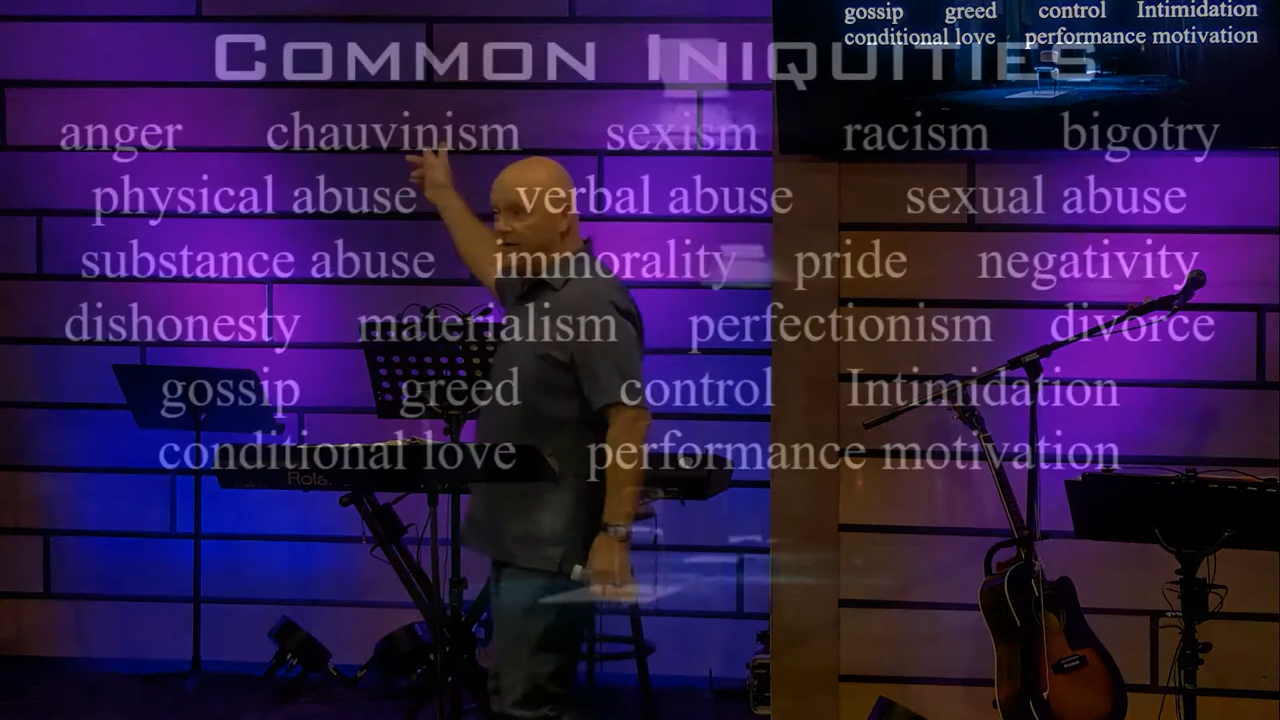 gossip greed control Intimidation
conditional love performance motivation
COMMON INIQUITIES
anger chauvinism sexism racism bigotry
physical abuse verbal abuse sexual abuse
substance abuse immorality pride negativity
dishonesty materialism perfectionism divorce
gossip greed control Intimidation
conditional love performance motivation
Rola